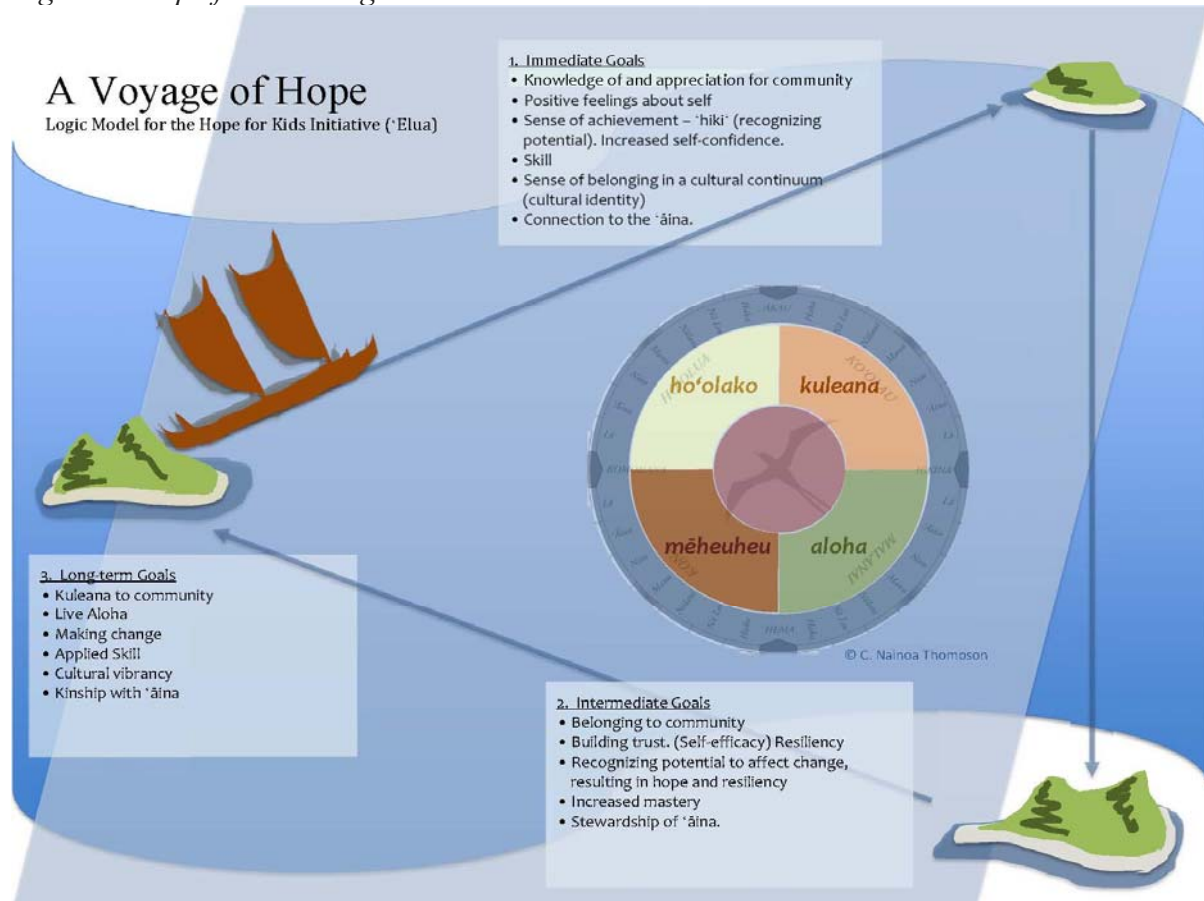 A Voyage of Hope
Logic Model for the Hope for Kids Initiative (ʻElua)
1. Immediate Goals
• Knowledge of and appreciation for community
• Positive feelings about self
• Sense of achievement – ʻhikiʻ (recognizing
potential). Increased self-confidence.
• Skill
• Sense of belonging in a cultural continuum
(cultural identity)
• Connection to the ʻāina.
hoʻolako
kuleana
mēheuheu
aloha
HEMA
MALANAI
© C. Nainoa Thompson
3. Long-term Goals
• Kuleana to community
• Live Aloha
• Making change
• Applied Skill
• Cultural vibrancy
• Kinship with ʻāina
2. Intermediate Goals
• Belonging to community
• Building trust. (Self-efficacy) Resiliency
• Recognizing potential to affect change,
resulting in hope and resiliency
• Increased mastery
• Stewardship of ʻāina.